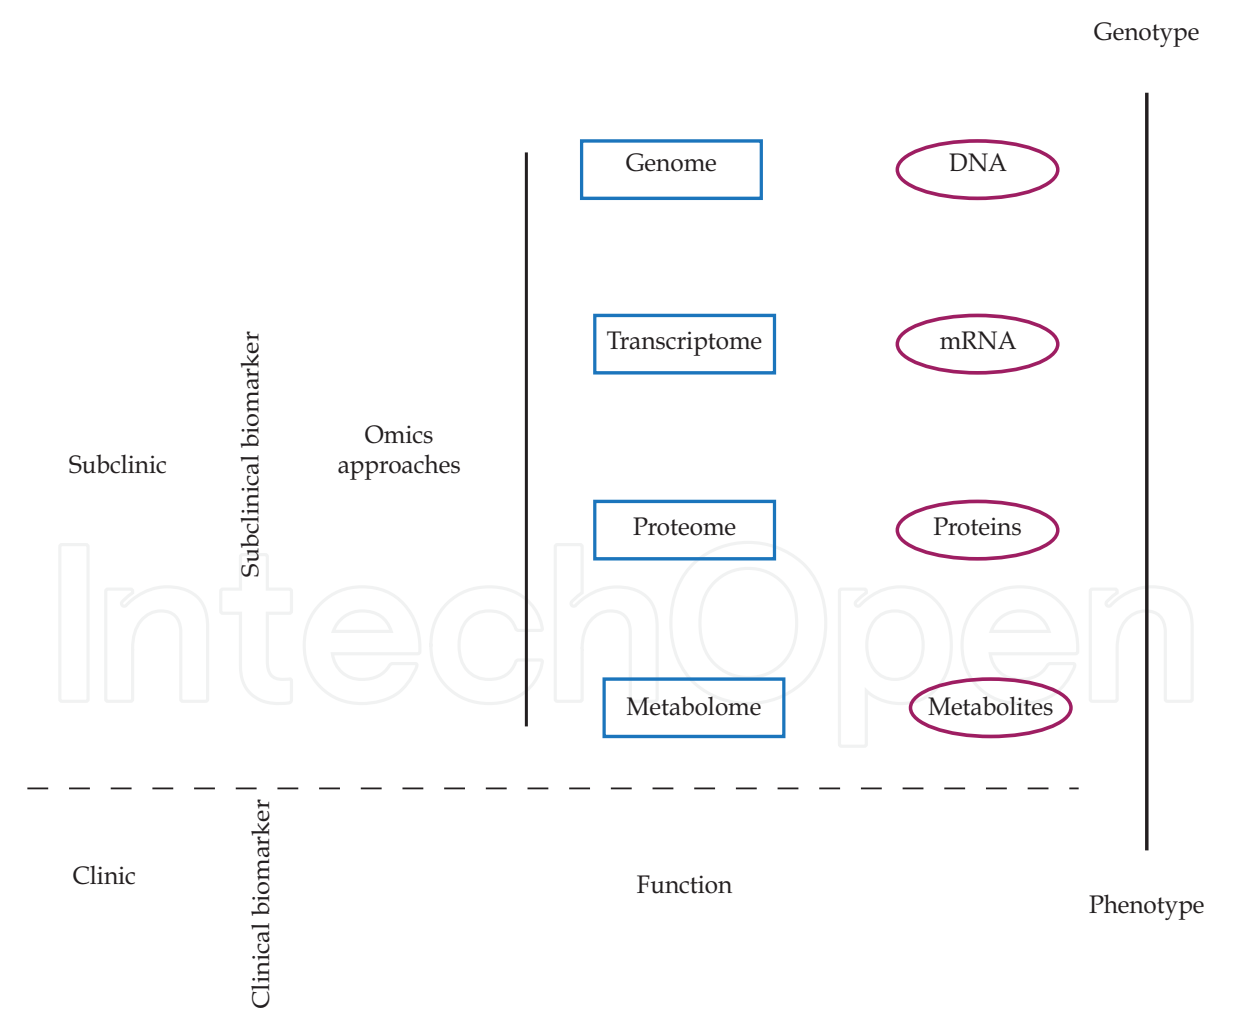 Genotype
Genome
DNA
Transcriptome
mRNA
Subclinical biomarker
Omics
approaches
Subclinic
Proteome
Proteins
IntechOpen
Metabolome
Metabolites
Clinical biomarker
Clinic
Function
Phenotype